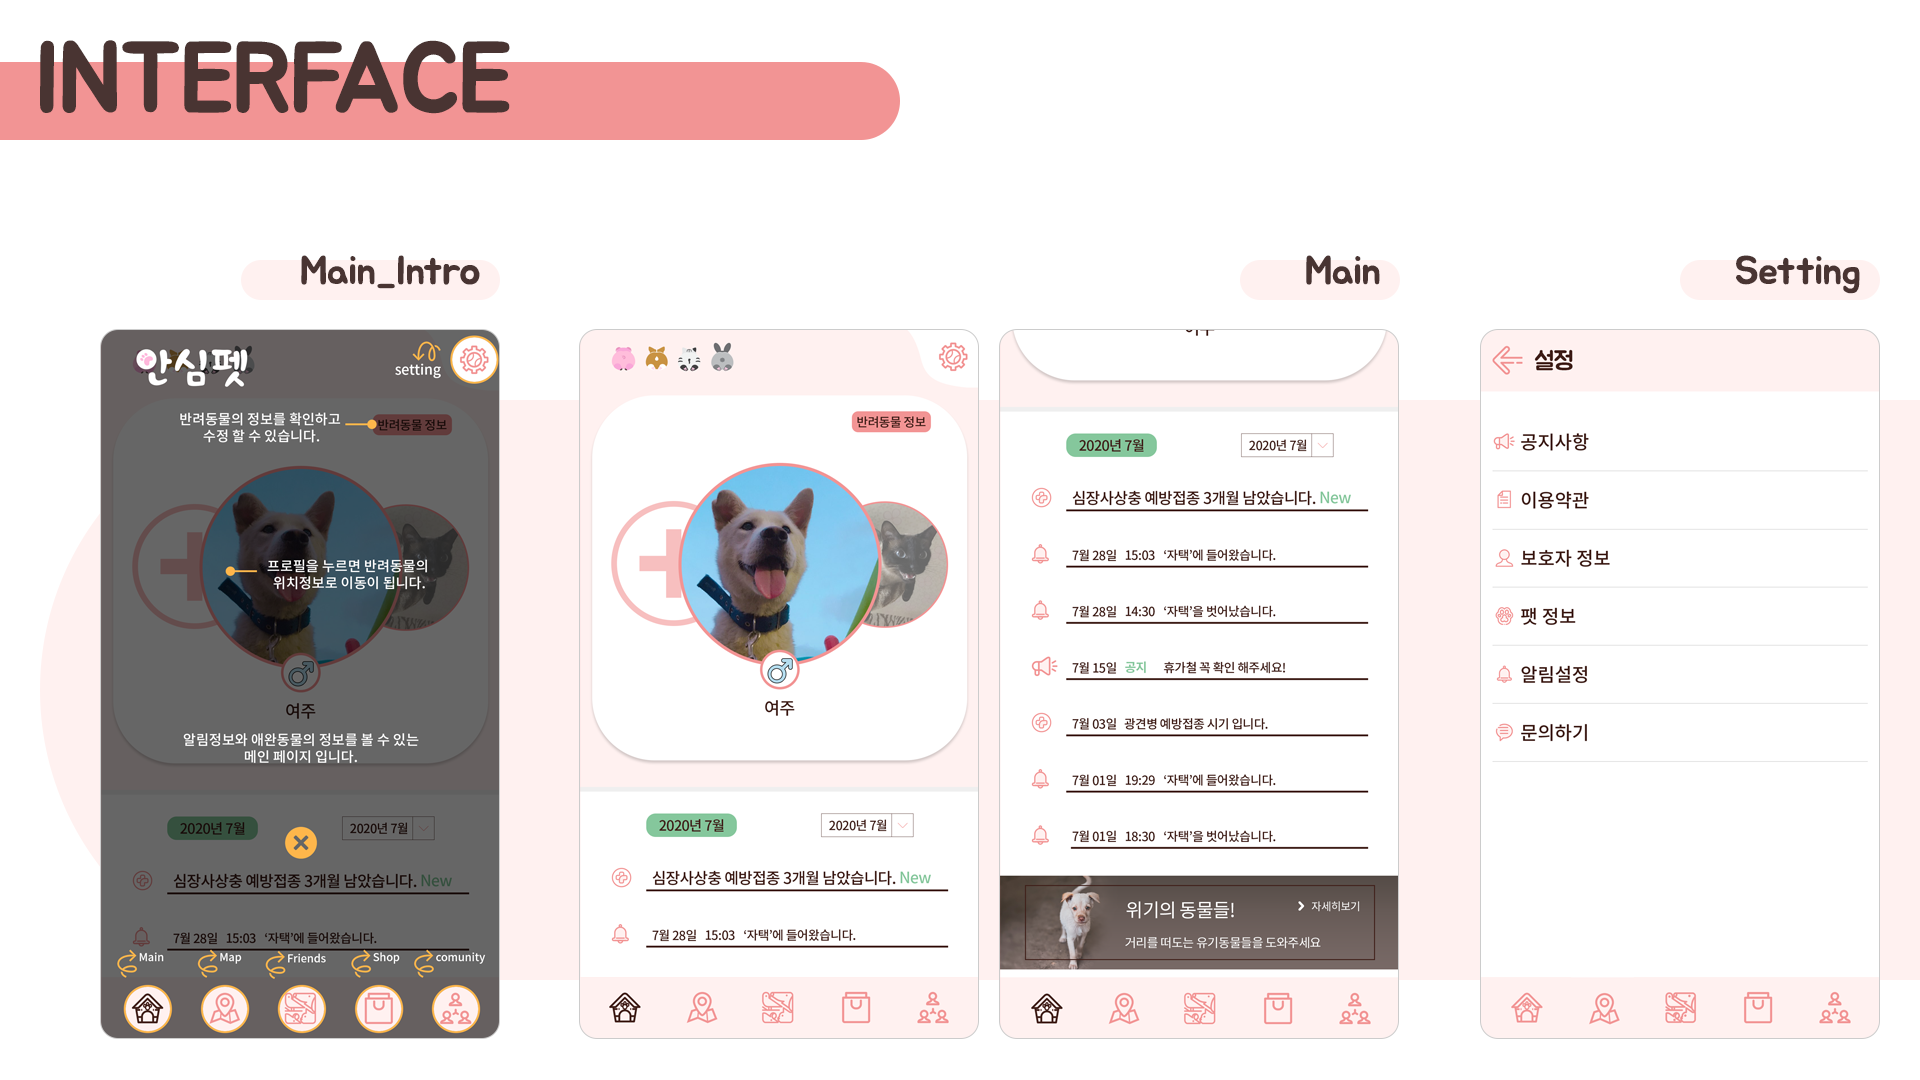 INTERFACE
Main_Intro
안심펫
setting
반려동물의 정보를 확인하고
수정 할 수 있습니다.
반려동물 정보
프로필을 누르면 반려동물의
위치정보로 이동이 됩니다.
여주
알림정보와 애완동물의 정보를 볼 수 있는
메인 페이지 입니다.
2020년 7월
2020년 7월
심장사상충 예방접종 3개월 남았습니다. New
7월 28일 15:03 ‘자택’에 들어왔습니다.
Main
Map
Friends
Shop
comunity
반려동물 정보
여주
2020년 7월
2020년 7월
심장사상충 예방접종 3개월 남았습니다. New
7월 28일 15:03 ‘자택’에 들어왔습니다.
Main
여주
2020년 7월
2020년 7월
심장사상충 예방접종 3개월 남았습니다. New
7월 28일 15:03 ‘자택’에 들어왔습니다.
7월 28일 14:30 ‘자택’을 벗어났습니다.
7월 15일 공지 휴가철 꼭 확인 해주세요!
7월 03일 광견병 예방접종 시기 입니다.
7월 01일 19:29 ‘자택’에 들어왔습니다.
7월 01일 18:30 ‘자택’을 벗어났습니다.
위기의 동물들!
자세히보기
거리를 떠도는 유기동물들을 도와주세요
Setting
설정
공지사항
이용약관
보호자 정보
팻 정보
알림설정
문의하기